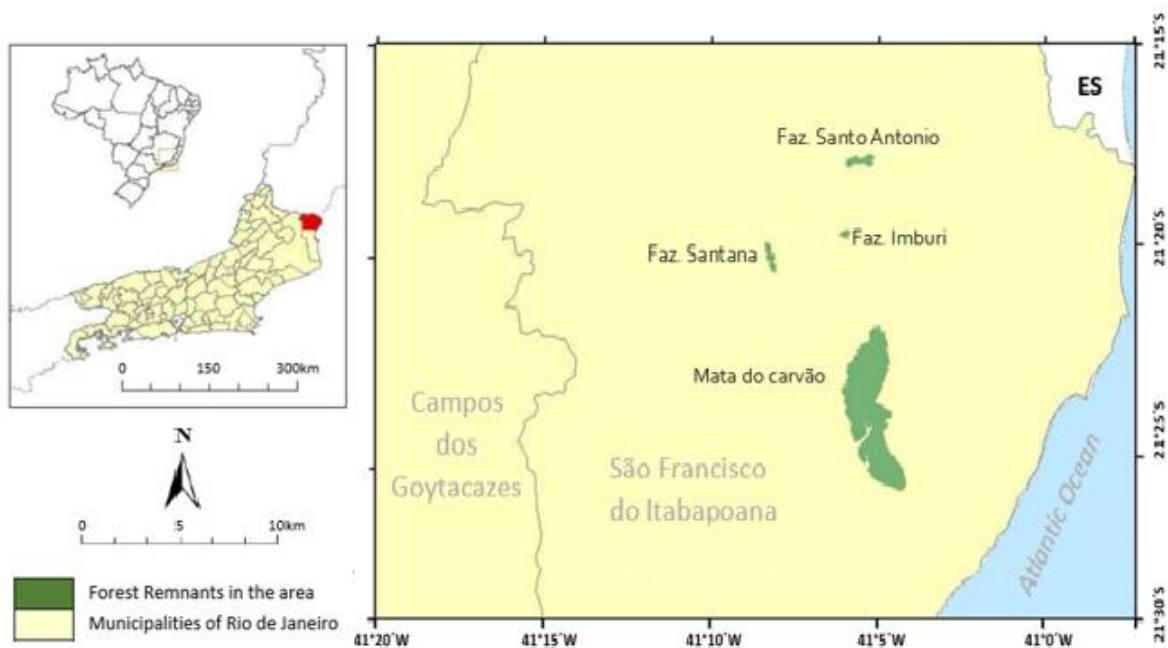 0 150 300km
N
0 5 10km
Forest Remnants in the area
Municipalities of Rio de Janeiro
ES
Faz. Santo Antonio
Faz. Imburi
Faz. Santana
Mata do carvão
Campos
dos
Goytacazes
São Francisco
do Itabapoana
Atlantic Ocean
21°15´S
21°20´S
21°25´S
21°30´S
41°20´W 41°15´W 41°10´W 41°5´W 41°0´W